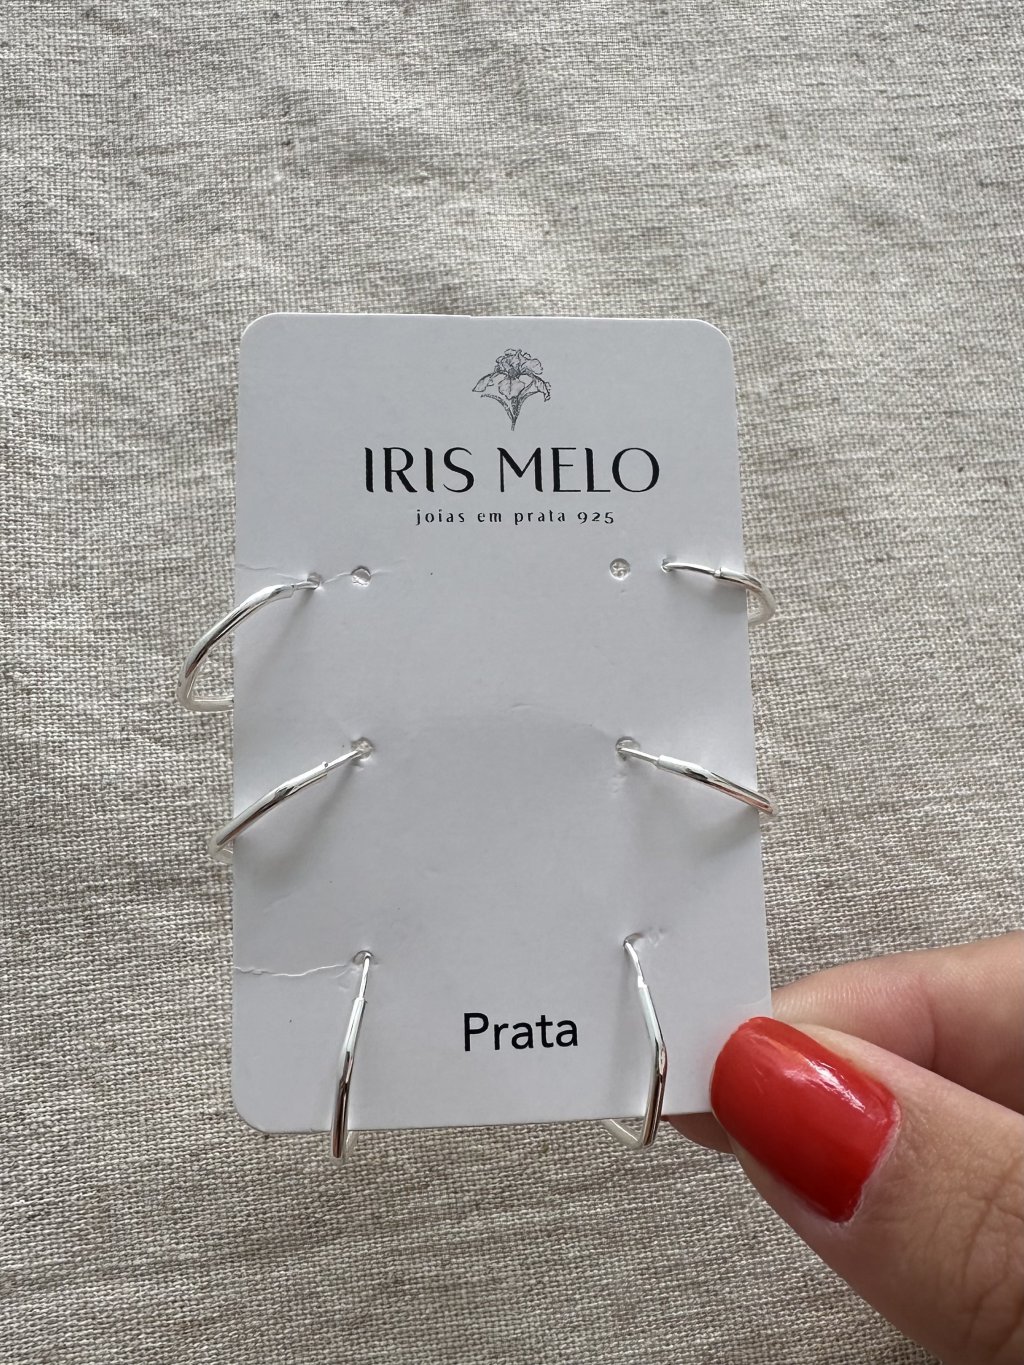 IRIS MELO
joias em prata 925
Prata